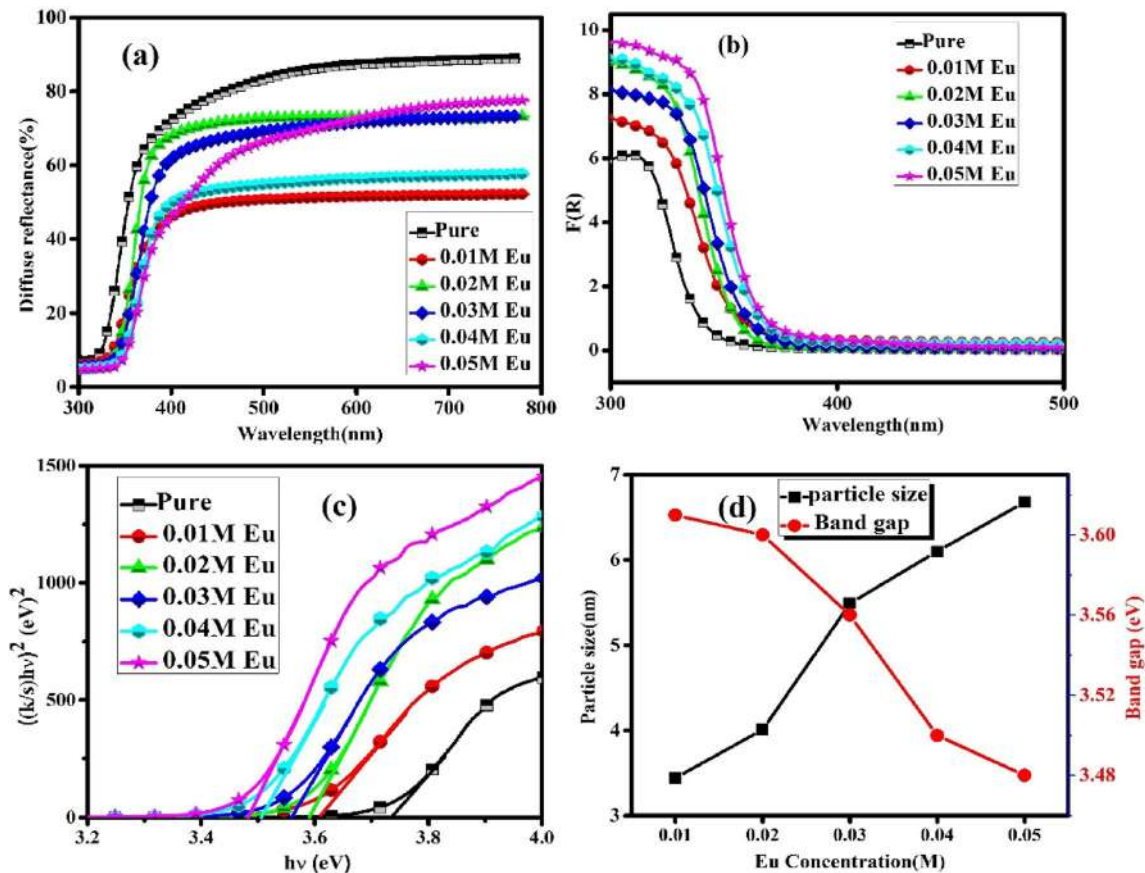 (a)
100
80
60
40
20
0
Diffuse reflectance(%)
300 400 500 600 700 800
Wavelength(nm)
Pure
0.01M Eu
0.02M Eu
0.03M Eu
0.04M Eu
0.05M Eu
(b)
10
8
6
4
2
0
F(R)
300 400 500
Wavelength(nm)
Pure
0.01M Eu
0.02M Eu
0.03M Eu
0.04M Eu
0.05M Eu
(c)
1500
1000
500
0
((k/s)hν)² (eV)²
3.2 3.4 3.6 3.8 4.0
hν (eV)
Pure
0.01M Eu
0.02M Eu
0.03M Eu
0.04M Eu
0.05M Eu
(d)
particle size
Band gap
7
6
5
4
3
Particle size(nm)
0.01 0.02 0.03 0.04 0.05
Eu Concentration(M)
3.60
3.56
3.52
3.48
Band gap (eV)